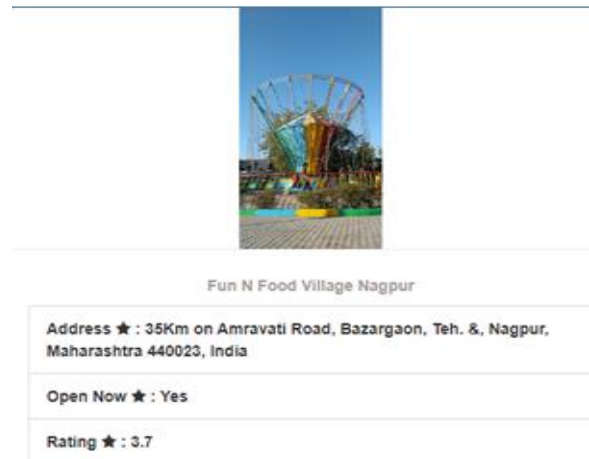 Fun N Food Village Nagpur
Address ★ : 35Km on Amravati Road, Bazargaon, Teh. &, Nagpur,
Maharashtra 440023, India
Open Now ★ : Yes
Rating ★ : 3.7